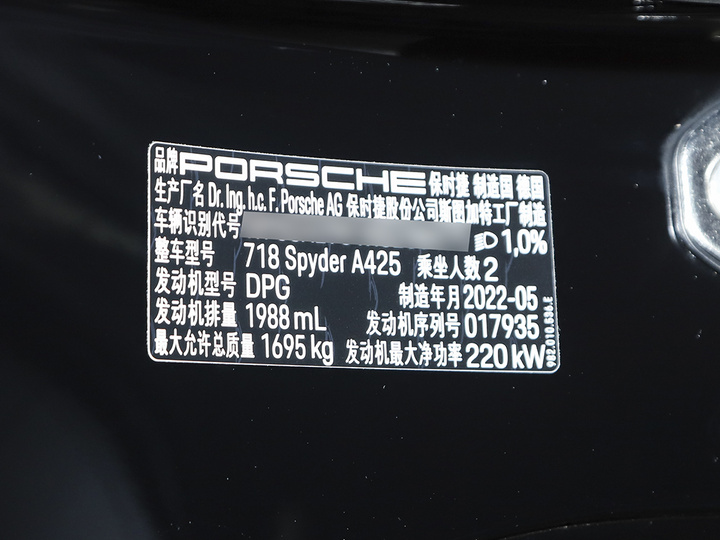 品牌 PORSCHE 保时捷 制造国 德国
生产厂名 Dr. Ing. h.c. F. Porsche AG 保时捷股份公司斯图加特工厂制造
车辆识别代号 1,0%
整车型号 718 Spyder A425 乘坐人数 2
发动机型号 DPG 制造年月 2022-05
发动机排量 1988 mL 发动机序列号 017935
最大允许总质量 1695 kg 发动机最大净功率 220 kW